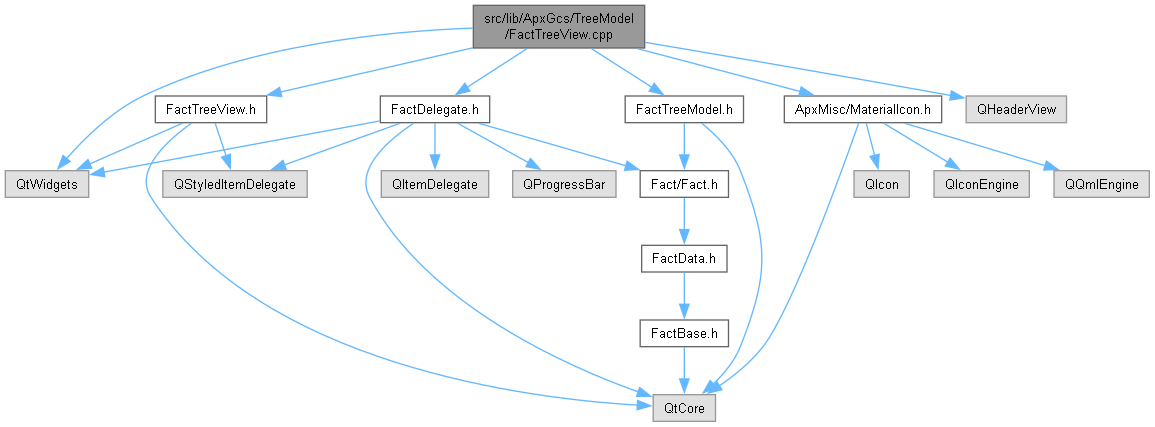 src/lib/ApxGcs/TreeModel
/FactTreeView.cpp
FactTreeView.h
FactDelegate.h
FactTreeModel.h
ApxMisc/MaterialIcon.h
QHeaderView
QtWidgets
QStyledItemDelegate
QItemDelegate
QProgressBar
Fact/Fact.h
QIcon
QIconEngine
QQmlEngine
FactData.h
FactBase.h
QtCore